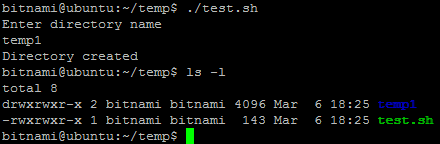 bitnami@ubuntu:~/temp$ ./test.sh
Enter directory name
temp1
Directory created
bitnami@ubuntu:~/temp$ ls -l
total 8
drwxrwxr-x 2 bitnami bitnami 4096 Mar  6 18:25 temp1
-rwxrwxr-x 1 bitnami bitnami  143 Mar  6 18:25 test.sh
bitnami@ubuntu:~/temp$